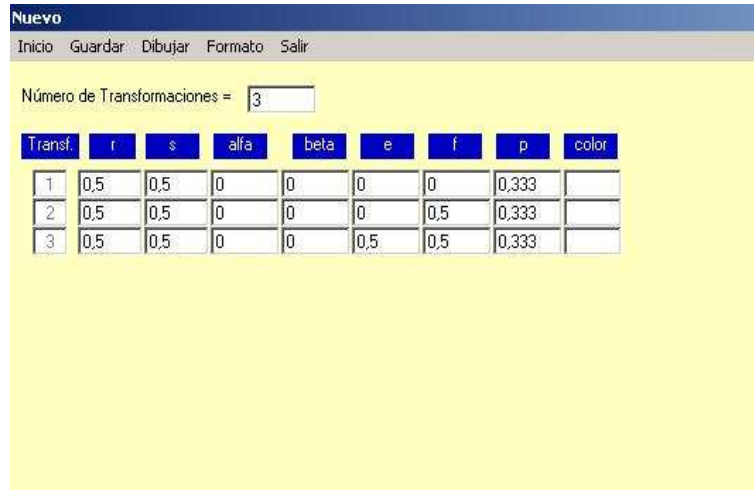 Nuevo
Inicio Guardar Dibujar Formato Salir
Número de Transformaciones = 3
Transf. r s alfa beta e f p color
1 0,5 0,5 0 0 0 0 0,333
2 0,5 0,5 0 0 0 0,5 0,333
3 0,5 0,5 0 0 0,5 0,5 0,333